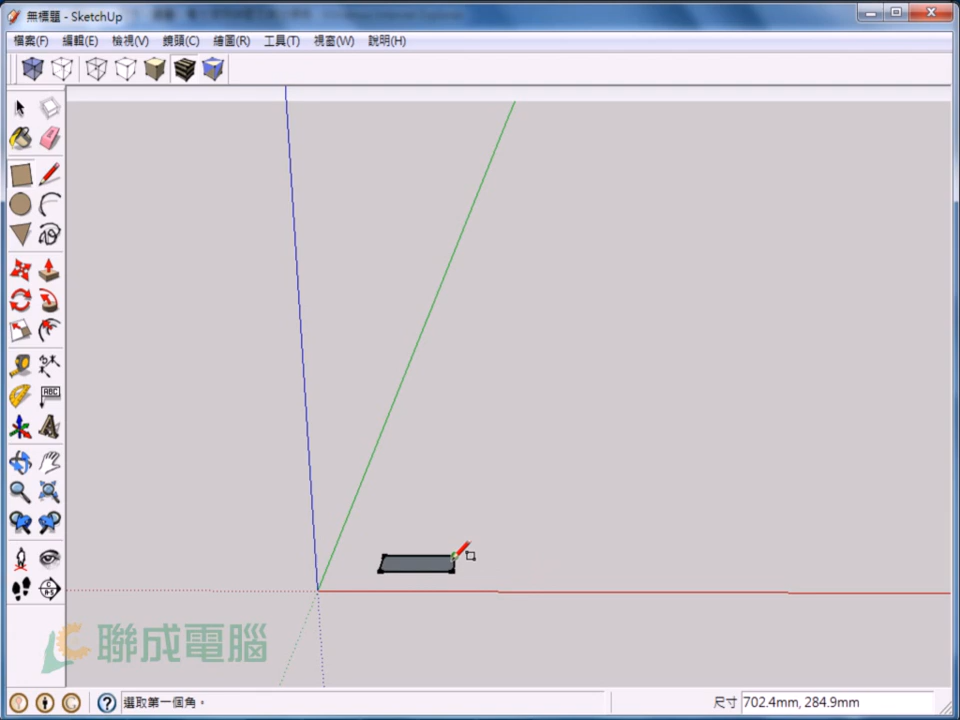 無標題 - SketchUp
檔案(F) 編輯(E) 檢視(V) 鏡頭(C) 繪圖(R) 工具(T) 視窗(W) 說明(H)
ABC
聯成電腦
選取第一個角。
尺寸 702.4mm, 284.9mm